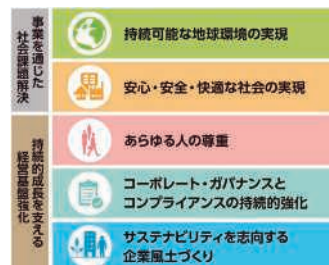 事業を通じた
社会課題解決
持続可能な地球環境の実現
安心・安全・快適な社会の実現
持続的成長を支える
経営基盤強化
あらゆる人の尊重
コーポレート・ガバナンスと
コンプライアンスの持続的強化
サステナビリティを志向する
企業風土づくり